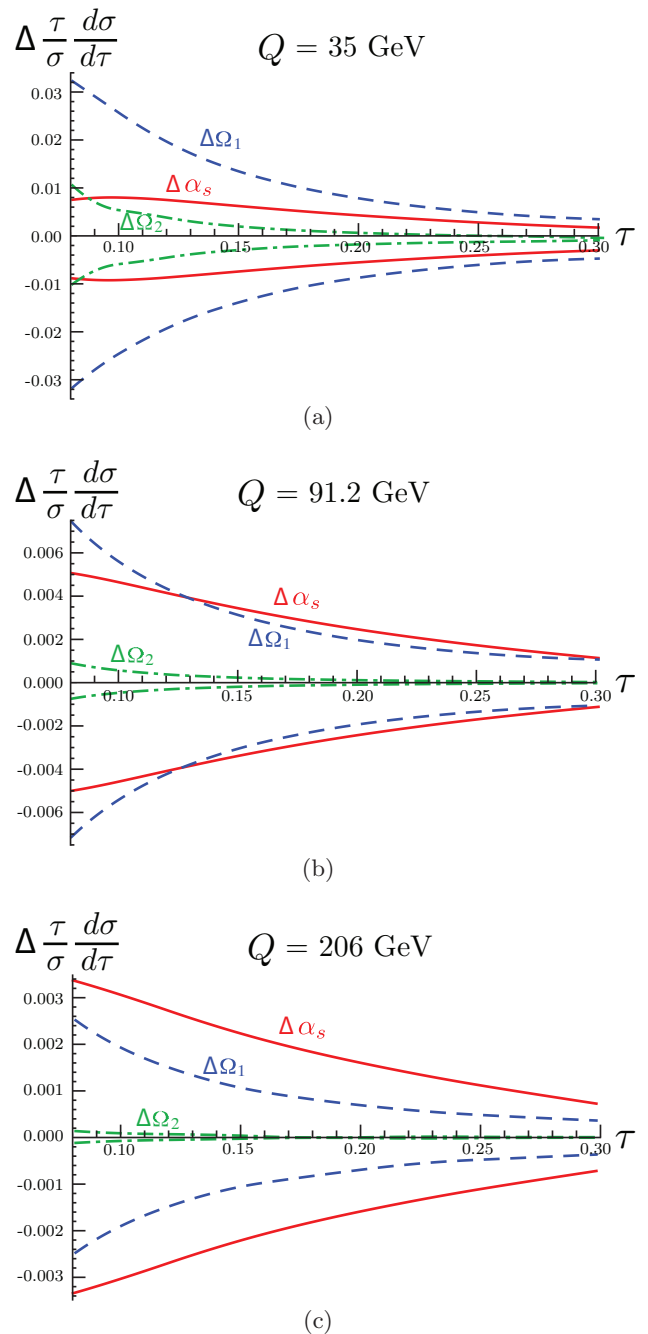 Δ τ/σ dσ/dτ
Q = 35 GeV
0.03
0.02
0.01
0.00
-0.01
-0.02
-0.03
ΔΩ₁
Δαₛ
ΔΩ₂
0.10 0.15 0.20 0.25 0.30 τ
(a)
Δ τ/σ dσ/dτ
Q = 91.2 GeV
0.006
0.004
0.002
0.000
-0.002
-0.004
-0.006
Δαₛ
ΔΩ₁
ΔΩ₂
0.10 0.15 0.20 0.25 0.30 τ
(b)
Δ τ/σ dσ/dτ
Q = 206 GeV
0.003
0.002
0.001
0.000
-0.001
-0.002
-0.003
Δαₛ
ΔΩ₁
ΔΩ₂
0.10 0.15 0.20 0.25 0.30 τ
(c)